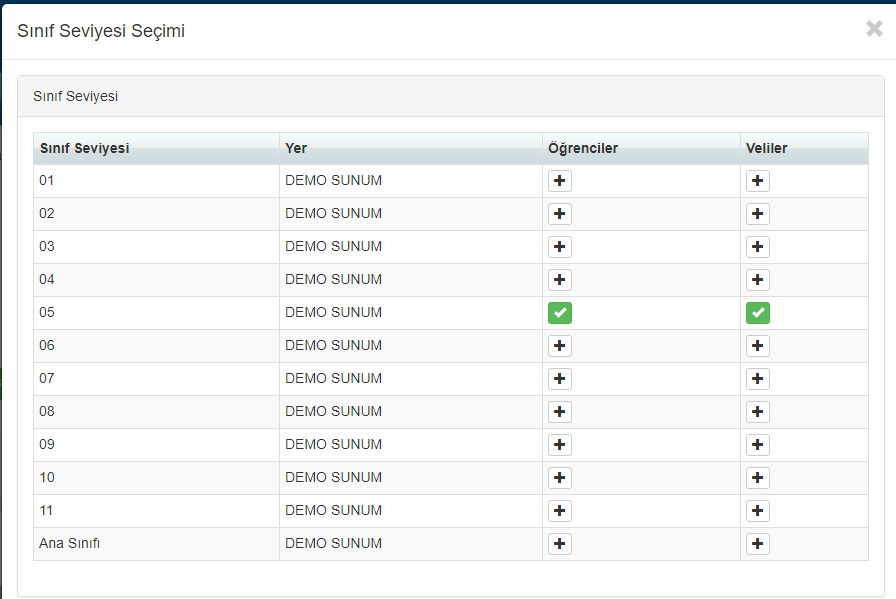 Sınıf Seviyesi Seçimi
Sınıf Seviyesi
Sınıf Seviyesi Yer Öğrenciler Veliler
01 DEMO SUNUM
02 DEMO SUNUM
03 DEMO SUNUM
04 DEMO SUNUM
05 DEMO SUNUM
06 DEMO SUNUM
07 DEMO SUNUM
08 DEMO SUNUM
09 DEMO SUNUM
10 DEMO SUNUM
11 DEMO SUNUM
Ana Sınıfı DEMO SUNUM